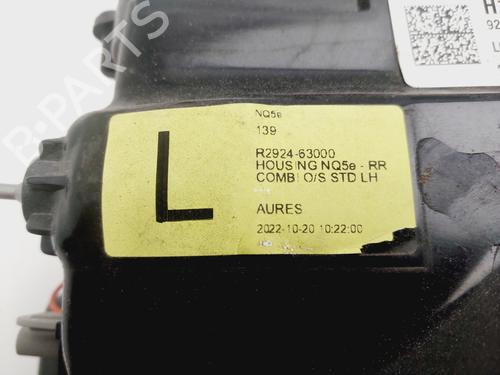 NQ5e
139
L
R2924-63000
HOUSING NQ5e - RR
COMBI O/S STD LH
AURES
2022-10-20 10:22:00
B-PARTS